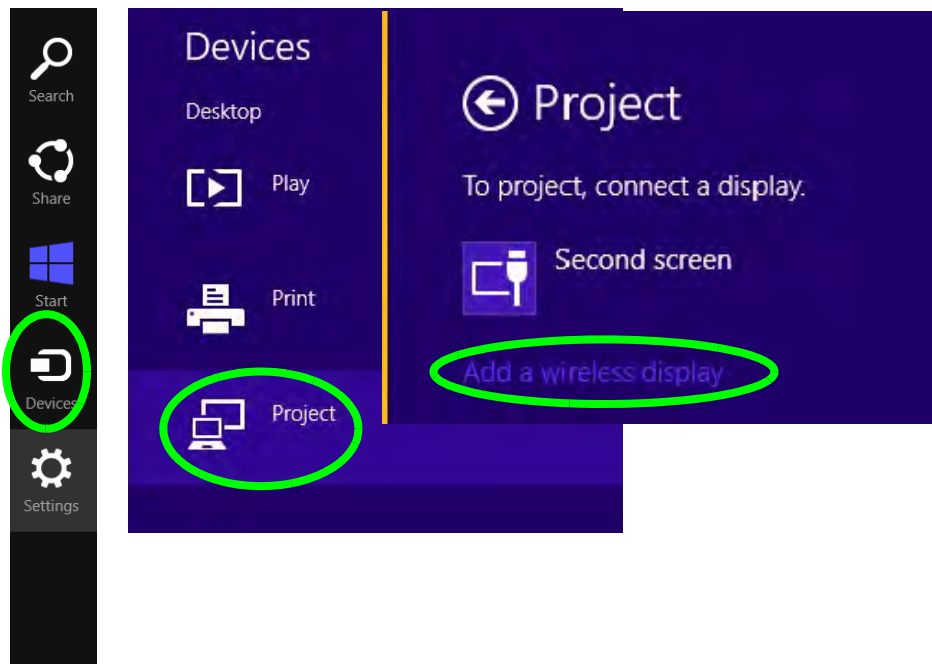 Search
Share
Start
Devices
Settings
Devices
Desktop
Play
Print
Project
Project
To project, connect a display.
Second screen
Add a wireless display